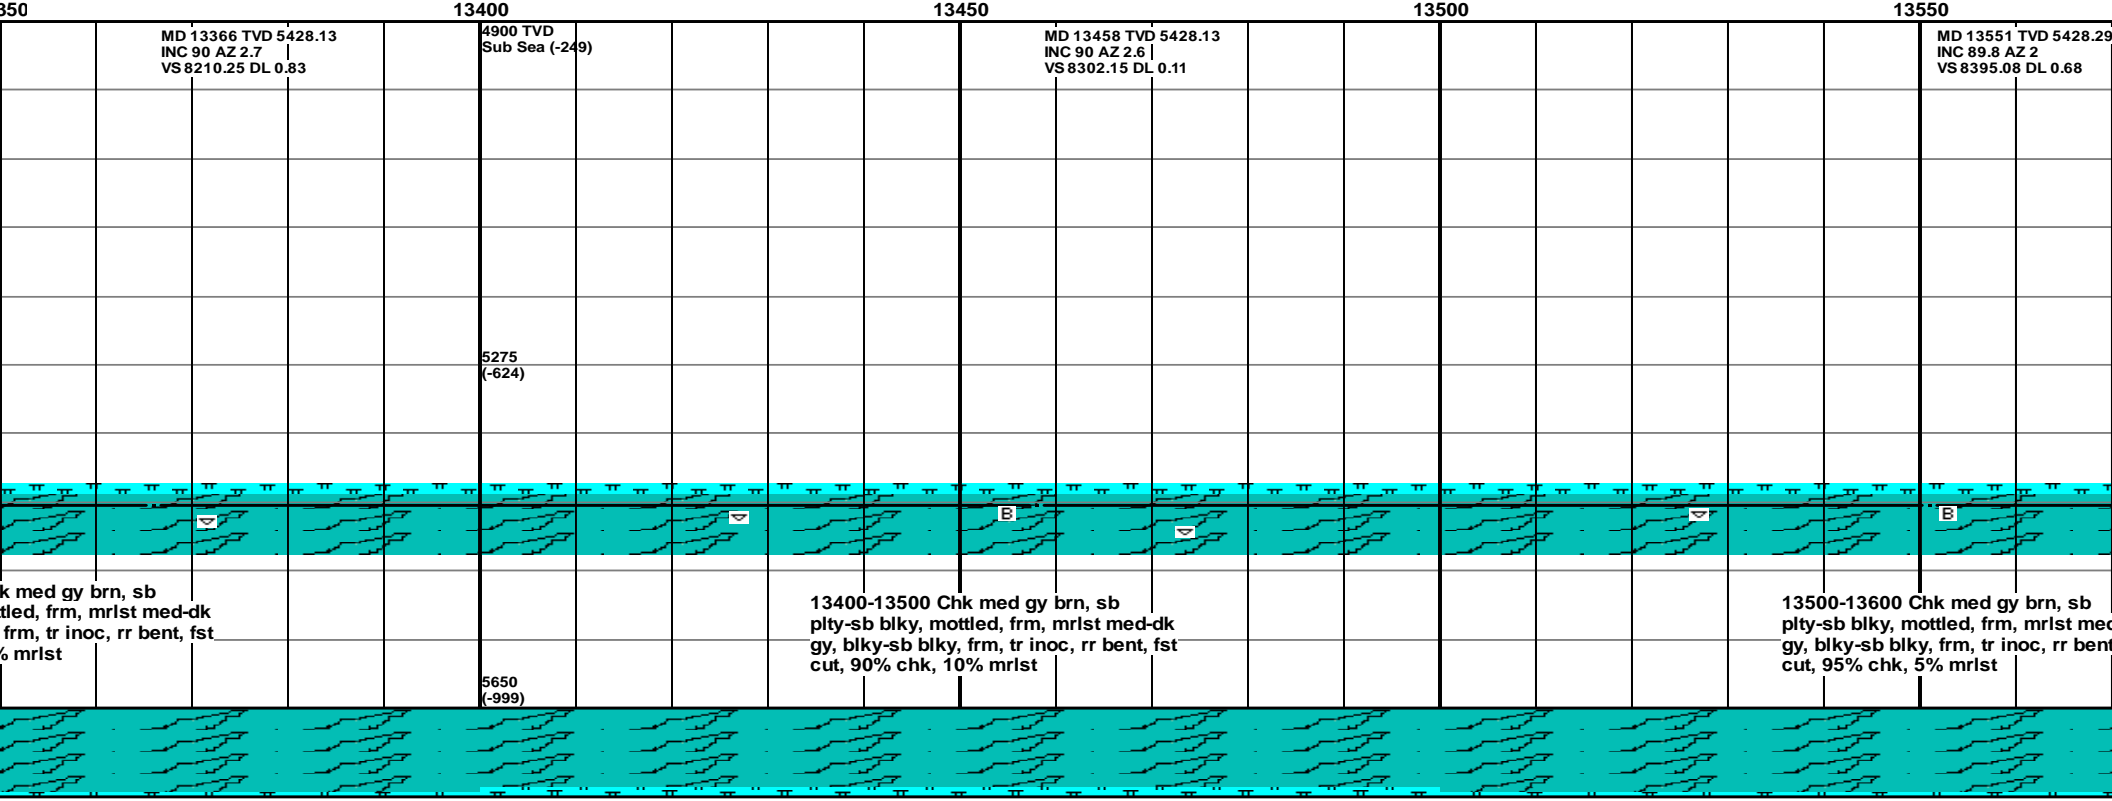 350 13400 13450 13500 13550
MD 13366 TVD 5428.13
INC 90 AZ 2.7
VS 8210.25 DL 0.83
4900 TVD
Sub Sea (-249)
MD 13458 TVD 5428.13
INC 90 AZ 2.6
VS 8302.15 DL 0.11
MD 13551 TVD 5428.29
INC 89.8 AZ 2
VS 8395.08 DL 0.68
5275
(-624)
B
B
k med gy brn, sb
tled, frm, mrlst med-dk
frm, tr inoc, rr bent, fst
% mrlst
13400-13500 Chk med gy brn, sb
plty-sb blky, mottled, frm, mrlst med-dk
gy, blky-sb blky, frm, tr inoc, rr bent, fst
cut, 90% chk, 10% mrlst
13500-13600 Chk med gy brn, sb
plty-sb blky, mottled, frm, mrlst med
gy, blky-sb blky, frm, tr inoc, rr bent
cut, 95% chk, 5% mrlst
5650
(-999)